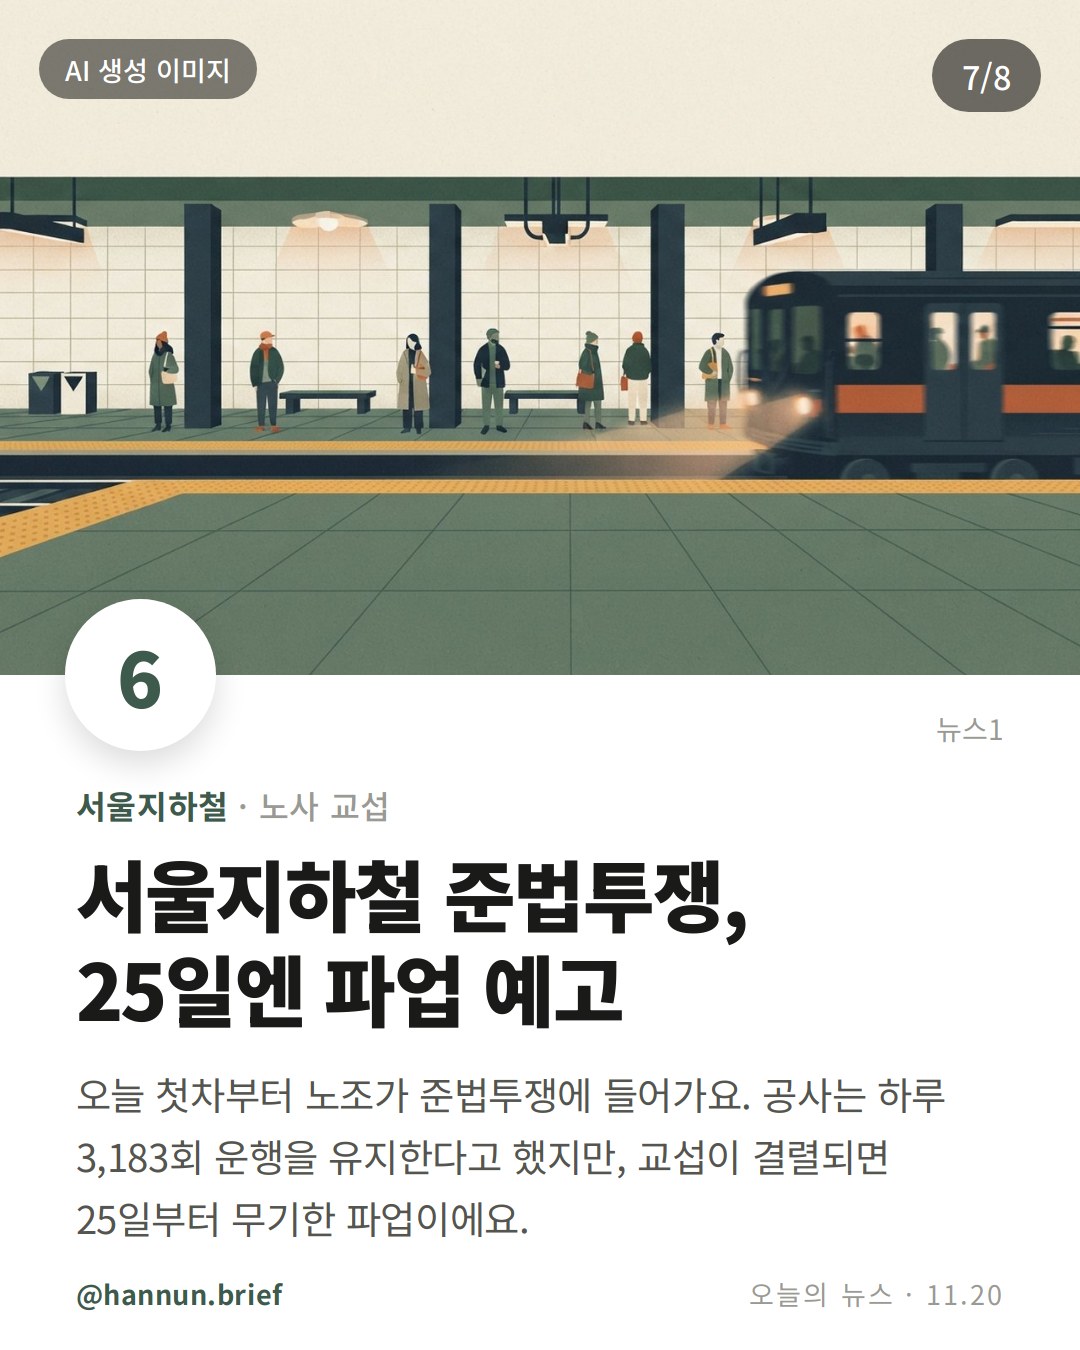 AI 생성 이미지
7/8
6
뉴스1
서울지하철 · 노사 교섭
서울지하철 준법투쟁,
25일엔 파업 예고
오늘 첫차부터 노조가 준법투쟁에 들어가요. 공사는 하루
3,183회 운행을 유지한다고 했지만, 교섭이 결렬되면
25일부터 무기한 파업이에요.
@hannun.brief
오늘의 뉴스 · 11.20